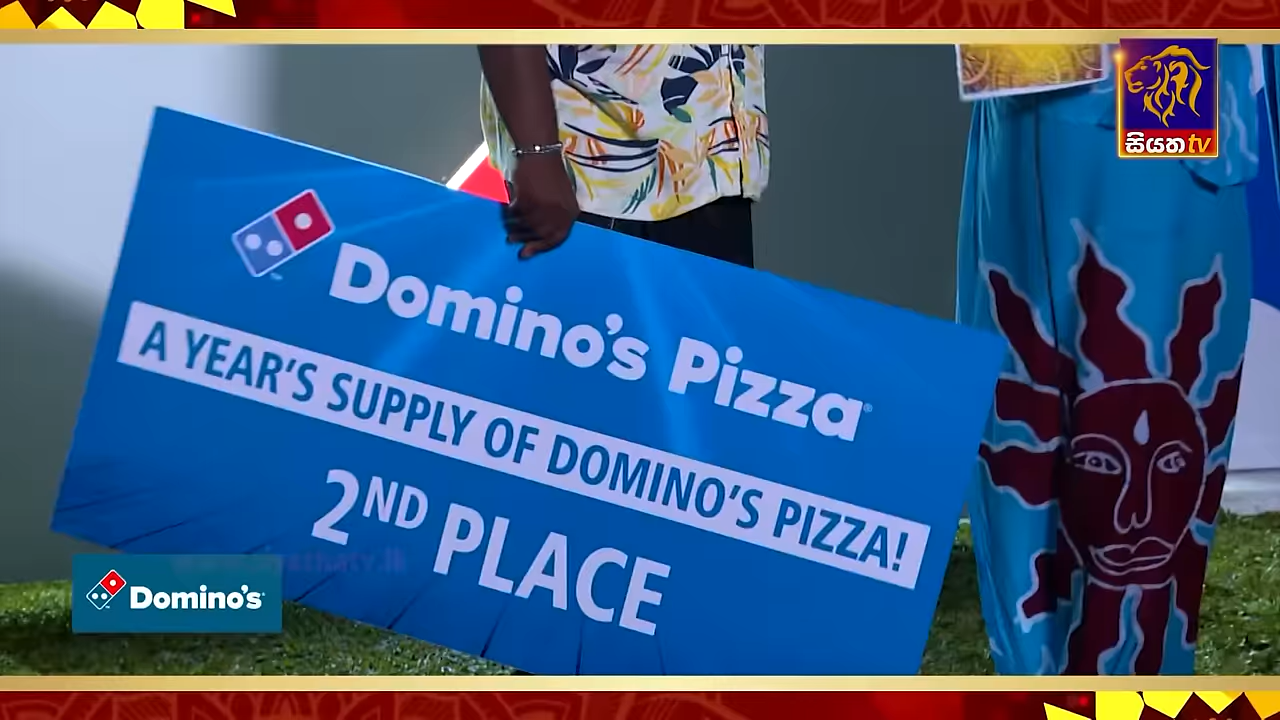 සියත tv
Domino's Pizza
A YEAR'S SUPPLY OF DOMINO'S PIZZA!
2ND PLACE
Domino's